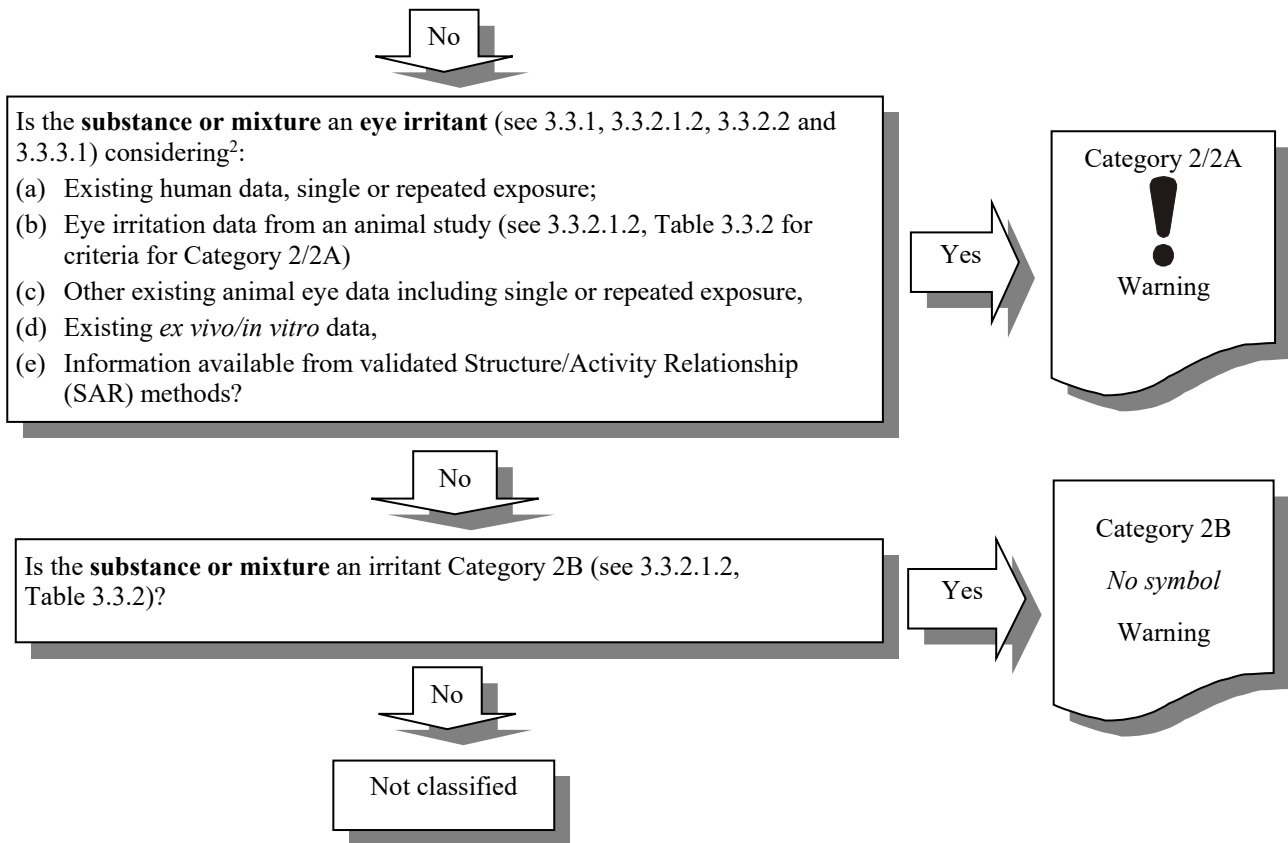 No
Is the substance or mixture an eye irritant (see 3.3.1, 3.3.2.1.2, 3.3.2.2 and
3.3.3.1) considering²:
(a) Existing human data, single or repeated exposure;
(b) Eye irritation data from an animal study (see 3.3.2.1.2, Table 3.3.2 for
criteria for Category 2/2A)
(c) Other existing animal eye data including single or repeated exposure,
(d) Existing ex vivo/in vitro data,
(e) Information available from validated Structure/Activity Relationship
(SAR) methods?
Yes
Category 2/2A
Warning
No
Is the substance or mixture an irritant Category 2B (see 3.3.2.1.2,
Table 3.3.2)?
Yes
Category 2B
No symbol
Warning
No
Not classified